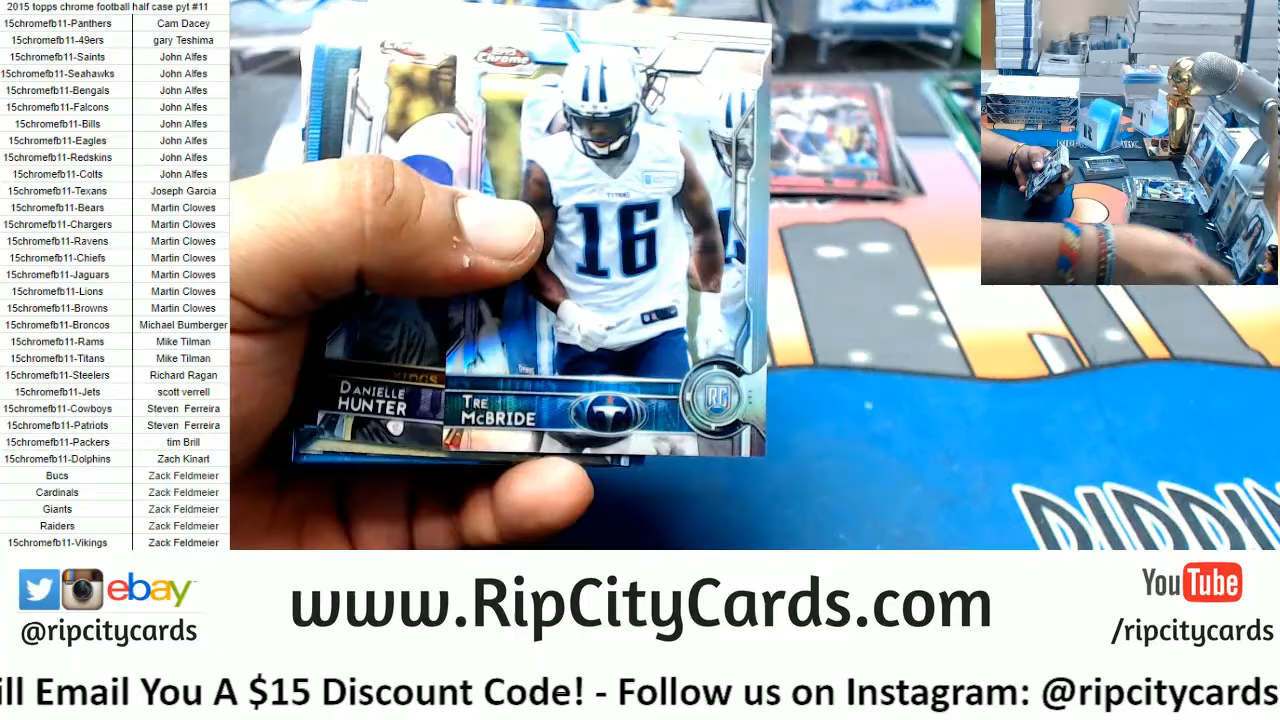 2015 topps chrome football half case pyt #11
15chromefb11-Panthers Cam Dacey
15chromefb11-49ers gary Teshima
15chromefb11-Saints John Alfes
15chromefb11-Seahawks John Alfes
15chromefb11-Bengals John Alfes
15chromefb11-Falcons John Alfes
15chromefb11-Bills John Alfes
15chromefb11-Eagles John Alfes
15chromefb11-Redskins John Alfes
15chromefb11-Colts John Alfes
15chromefb11-Texans Joseph Garcia
15chromefb11-Bears Martin Clowes
15chromefb11-Chargers Martin Clowes
15chromefb11-Ravens Martin Clowes
15chromefb11-Chiefs Martin Clowes
15chromefb11-Jaguars Martin Clowes
15chromefb11-Lions Martin Clowes
15chromefb11-Browns Martin Clowes
15chromefb11-Broncos Michael Bumberger
15chromefb11-Rams Mike Tilman
15chromefb11-Titans Mike Tilman
15chromefb11-Steelers Richard Ragan
15chromefb11-Jets scott verrell
15chromefb11-Cowboys Steven Ferreira
15chromefb11-Patriots Steven Ferreira
15chromefb11-Packers tim Brill
15chromefb11-Dolphins Zach Kinart
Bucs Zack Feldmeier
Cardinals Zack Feldmeier
Giants Zack Feldmeier
Raiders Zack Feldmeier
15chromefb11-Vikings Zack Feldmeier
Chrome
TITANS
16
DANIELLE
HUNTER
TRE
MCBRIDE
RC
R T
RIPPIN
ebay
@ripcitycards
www.RipCityCards.com
YouTube
/ripcitycards
ill Email You A $15 Discount Code! - Follow us on Instagram: @ripcitycards